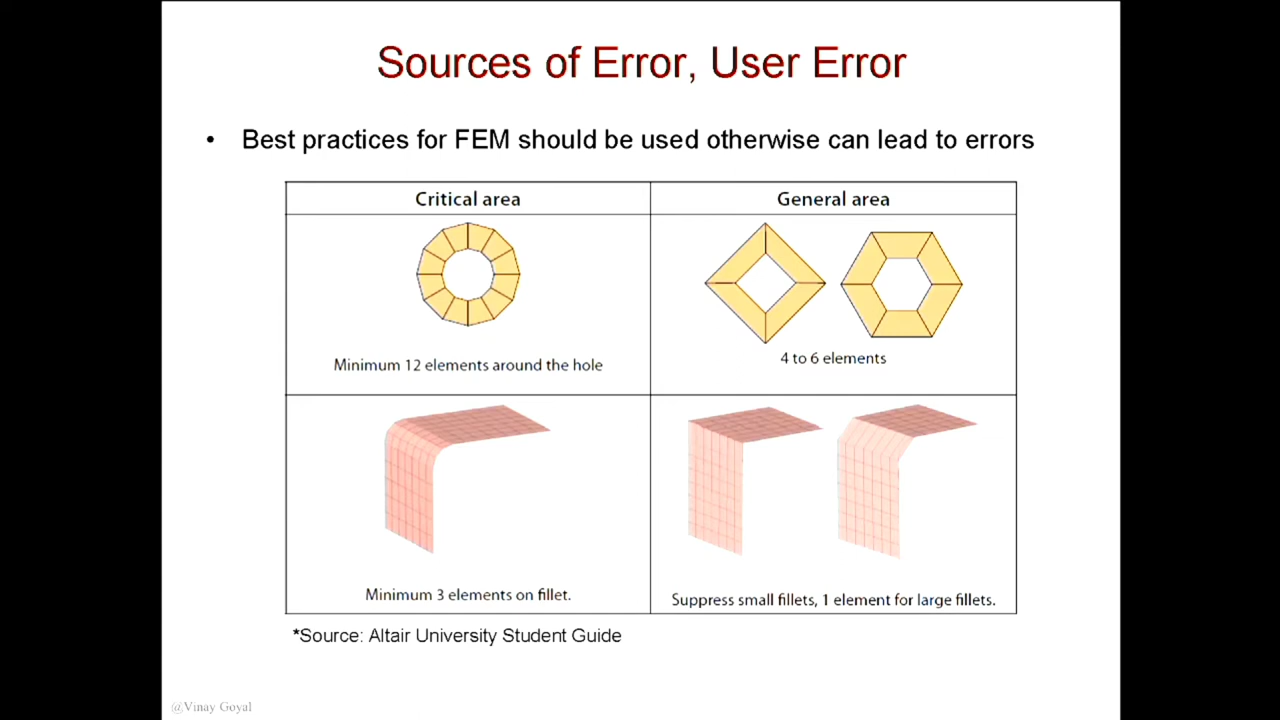 Sources of Error, User Error
• Best practices for FEM should be used otherwise can lead to errors
Critical area
General area
Minimum 12 elements around the hole
4 to 6 elements
Minimum 3 elements on fillet.
Suppress small fillets, 1 element for large fillets.
*Source: Altair University Student Guide
@Vinay Goyal